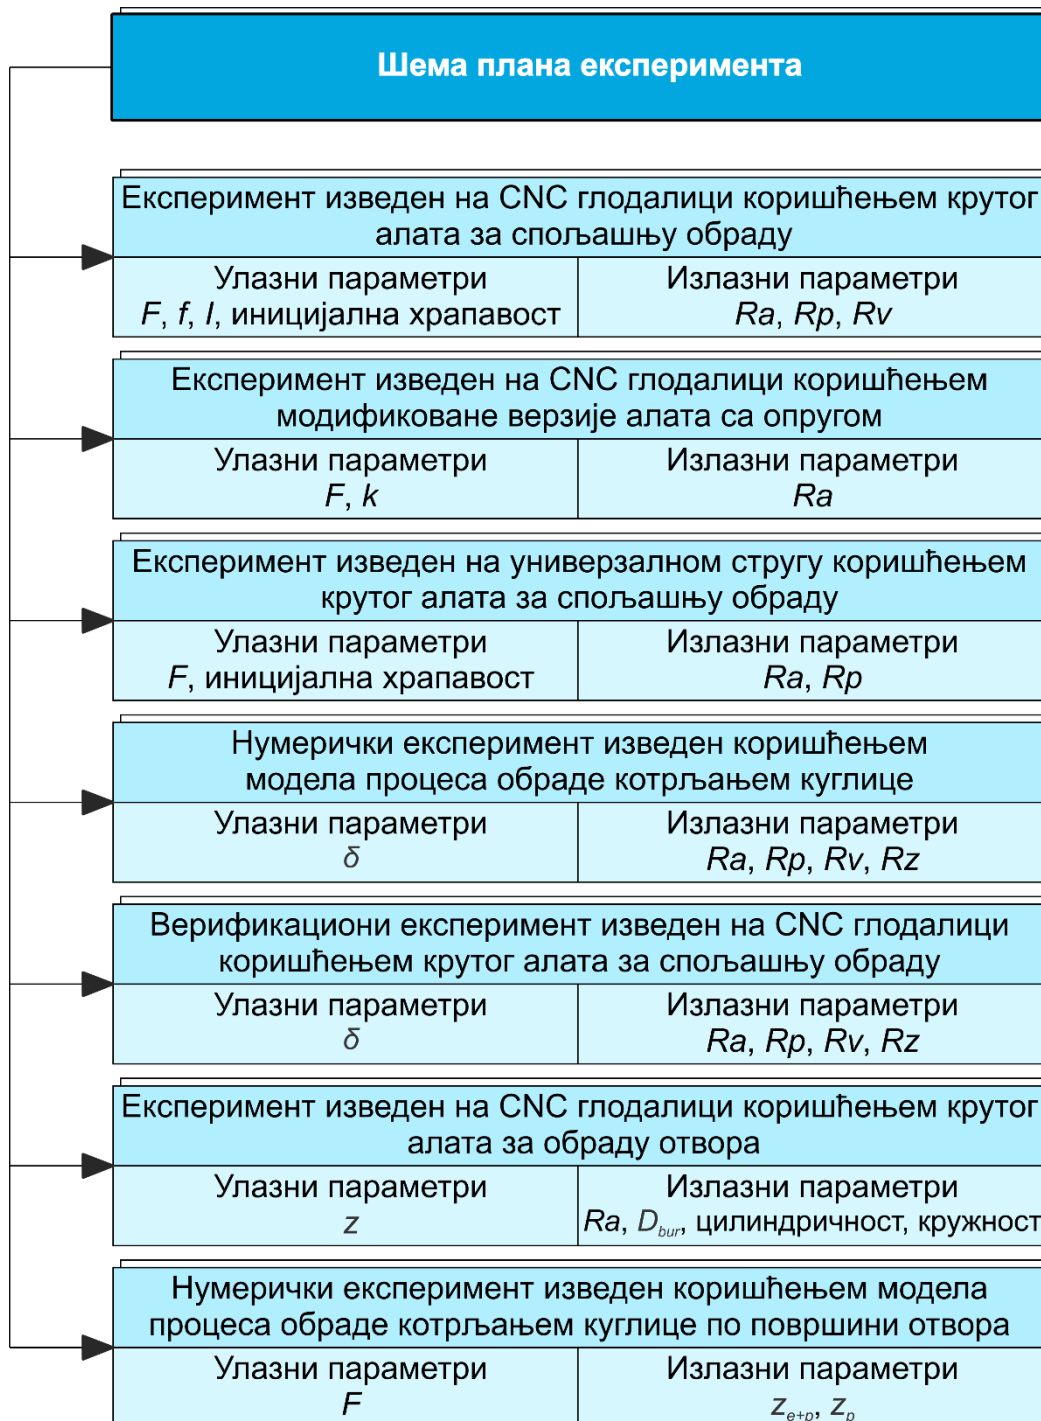 Шема плана експеримента
Експеримент изведен на CNC глодалици коришћењем крутог
алата за спољашњу обраду
Улазни параметри
F, f, I, иницијална храпавост
Излазни параметри
Ra, Rp, Rv
Експеримент изведен на CNC глодалици коришћењем
модификоване верзије алата са опругом
Улазни параметри
F, k
Излазни параметри
Ra
Експеримент изведен на универзалном стругу коришћењем
крутог алата за спољашњу обраду
Улазни параметри
F, иницијална храпавост
Излазни параметри
Ra, Rp
Нумерички експеримент изведен коришћењем
модела процеса обраде котрљањем куглице
Улазни параметри
δ
Излазни параметри
Ra, Rp, Rv, Rz
Верификациони експеримент изведен на CNC глодалици
коришћењем крутог алата за спољашњу обраду
Улазни параметри
δ
Излазни параметри
Ra, Rp, Rv, Rz
Експеримент изведен на CNC глодалици коришћењем крутог
алата за обраду отвора
Улазни параметри
z
Излазни параметри
Ra, D_bur, цилиндричност, кружност
Нумерички експеримент изведен коришћењем модела
процеса обраде котрљањем куглице по површини отвора
Улазни параметри
F
Излазни параметри
z_e+p, z_p